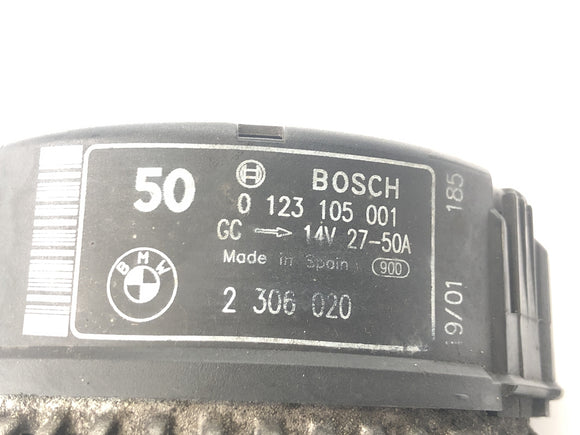 50 BOSCH
0 123 105 001
GC → 14V 27-50A
Made in Spain 900
BMW
2 306 020
19/01 185